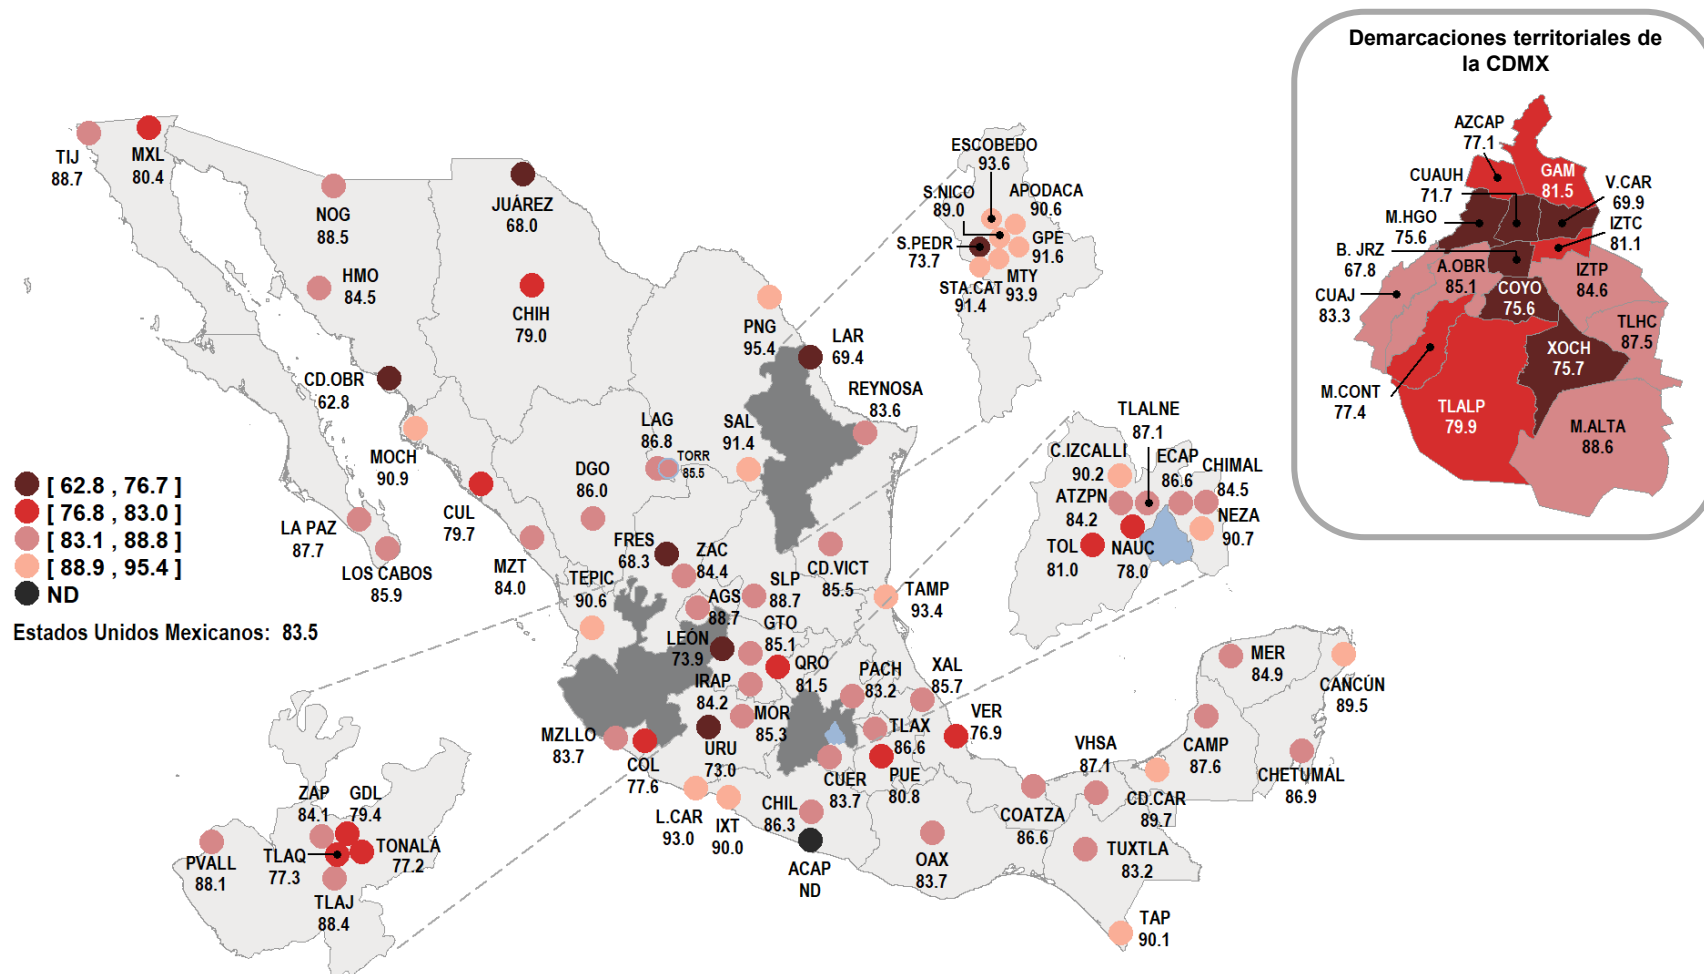 Demarcaciones territoriales de
la CDMX
AZCAP
77.1
CUAUH
71.7
GAM
81.5
V.CAR
69.9
M.HGO
75.6
IZTC
81.1
B. JRZ
67.8
A.OBR
85.1
IZTP
84.6
CUAJ
83.3
COYO
75.6
TLHC
87.5
XOCH
75.7
M.CONT
77.4
TLALP
79.9
M.ALTA
88.6
TIJ
88.7
MXL
80.4
NOG
88.5
HMO
84.5
JUÁREZ
68.0
CHIH
79.0
CD.OBR
62.8
MOCH
90.9
CUL
79.7
LA PAZ
87.7
LOS CABOS
85.9
MZT
84.0
DGO
86.0
LAG
86.8
TORR
85.5
SAL
91.4
PNG
95.4
LAR
69.4
REYNOSA
83.6
ESCOBEDO
93.6
S.NICO
89.0
APODACA
90.6
S.PEDR
73.7
GPE
91.6
STA.CAT
91.4
MTY
93.9
FRES
68.3
ZAC
84.4
TEPIC
90.6
AGS
88.7
SLP
88.7
CD.VICT
85.5
TAMP
93.4
LEÓN
73.9
GTO
85.1
QRO
81.5
IRAP
84.2
PACH
83.2
XAL
85.7
MOR
85.3
MZLLO
83.7
COL
77.6
URU
73.0
TLAX
86.6
VER
76.9
CUER
83.7
PUE
80.8
L.CAR
93.0
IXT
90.0
CHIL
86.3
ACAP
ND
OAX
83.7
COATZA
86.6
VHSA
87.1
CD.CAR
89.7
TUXTLA
83.2
TAP
90.1
MER
84.9
CANCÚN
89.5
CAMP
87.6
CHETUMAL
86.9
TLALNE
87.1
C.IZCALLI
90.2
ECAP
86.6
CHIMAL
84.5
ATZPN
84.2
NEZA
90.7
TOL
81.0
NAUC
78.0
ZAP
84.1
GDL
79.4
PVALL
88.1
TLAQ
77.3
TONALÁ
77.2
TLAJ
88.4
[ 62.8 , 76.7 ]
[ 76.8 , 83.0 ]
[ 83.1 , 88.8 ]
[ 88.9 , 95.4 ]
ND
Estados Unidos Mexicanos: 83.5